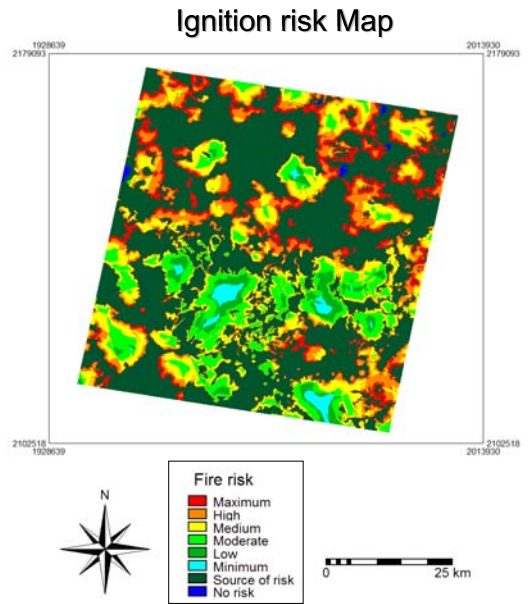 Ignition risk Map
1928639
2013930
2179093
2179093
2102518
2102518
1928639
2013930
Fire risk
Maximum
High
Medium
Moderate
Low
Minimum
Source of risk
No risk
N
0
25 km